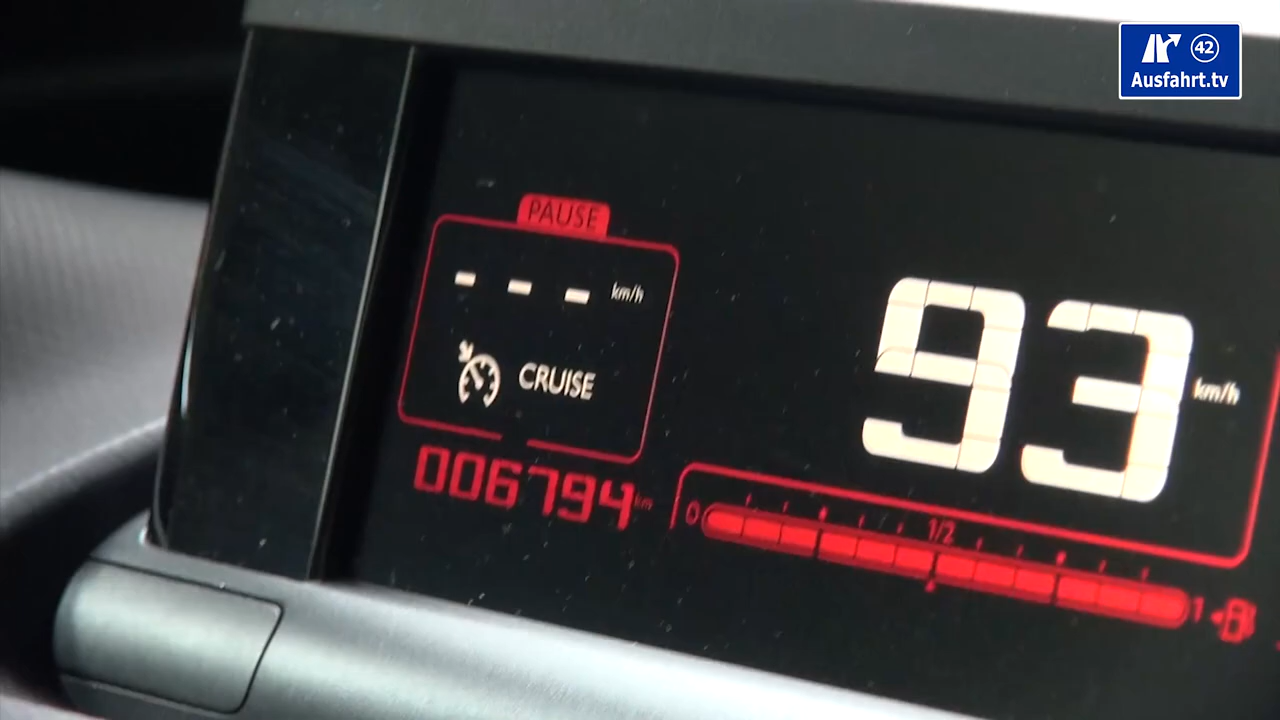 42
Ausfahrt.tv
PAUSE
- - - km/h
CRUISE
93 km/h
006794 km
0 1/2 1